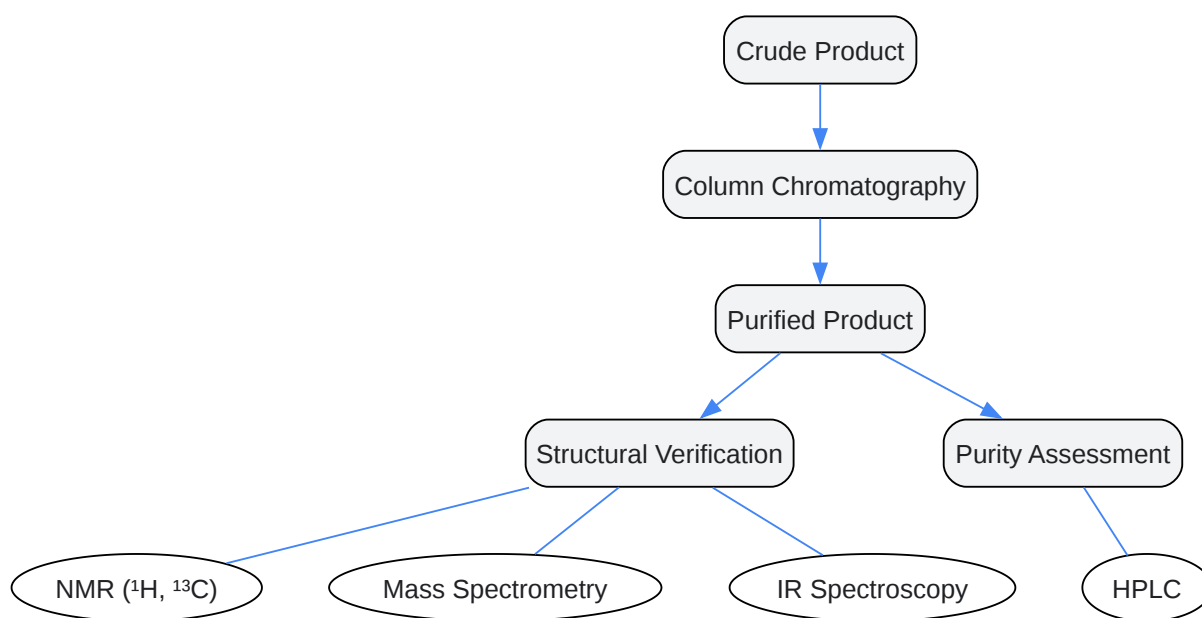 Crude Product
Column Chromatography
Purified Product
Structural Verification
Purity Assessment
NMR (¹H, ¹³C)
Mass Spectrometry
IR Spectroscopy
HPLC